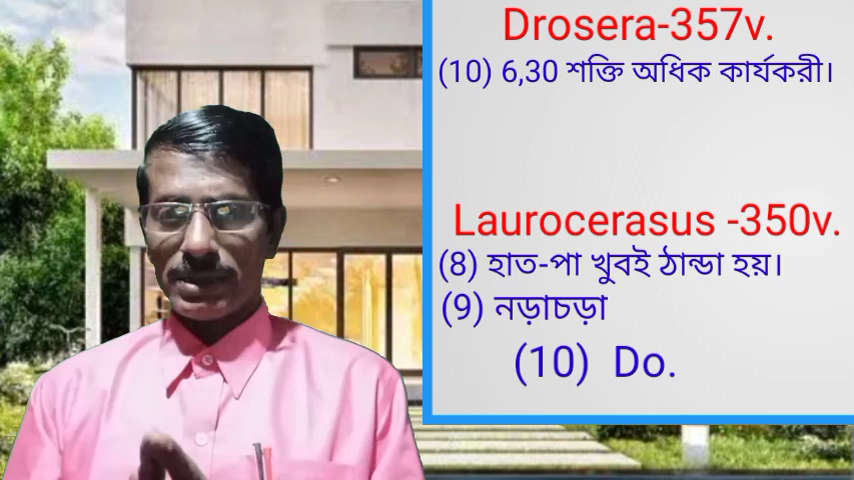 Drosera-357v.
(10) 6,30 শক্তি অধিক কার্যকরী।
Laurocerasus -350v.
(8) হাত-পা খুবই ঠান্ডা হয়।
(9) নড়াচড়া
(10) Do.